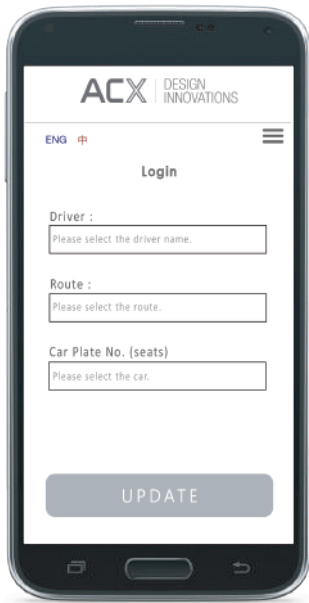 ACX DESIGN INNOVATIONS
ENG 中
Login
Driver :
Please select the driver name.
Route :
Please select the route.
Car Plate No. (seats)
Please select the car.
UPDATE